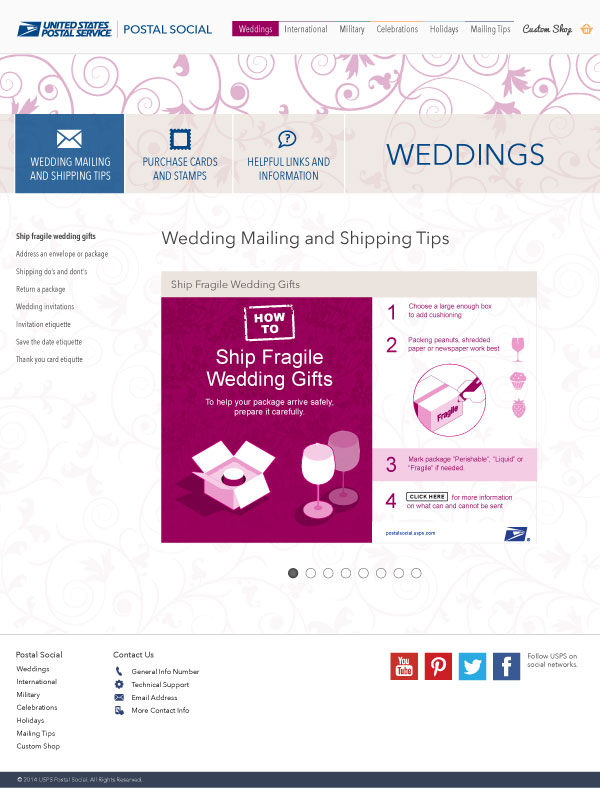 UNITED STATES
POSTAL SERVICE
POSTAL SOCIAL
Weddings
International
Military
Celebrations
Holidays
Mailing Tips
Custom Shop
WEDDING MAILING
AND SHIPPING TIPS
PURCHASE CARDS
AND STAMPS
?
HELPFUL LINKS AND
INFORMATION
WEDDINGS
Ship fragile wedding gifts
Address an envelope or package
Shipping do's and dont's
Return a package
Wedding invitations
Invitation etiquette
Save the date etiquette
Thank you card etiqutte
Wedding Mailing and Shipping Tips
Ship Fragile Wedding Gifts
HOW
TO
Ship Fragile
Wedding Gifts
To help your package arrive safely,
prepare it carefully.
1 Choose a large enough box
to add cushioning
2 Packing peanuts, shredded
paper or newspaper work best
Fragile
3 Mark package "Perishable", "Liquid" or
"Fragile" if needed.
4 CLICK HERE for more information
on what can and cannot be sent
postalsocial.usps.com
®
Postal Social
Weddings
International
Military
Celebrations
Holidays
Mailing Tips
Custom Shop
Contact Us
General Info Number
Technical Support
Email Address
More Contact Info
You
Tube
Follow USPS on
social networks.
© 2014 USPS Postal Social. All Rights Reserved.